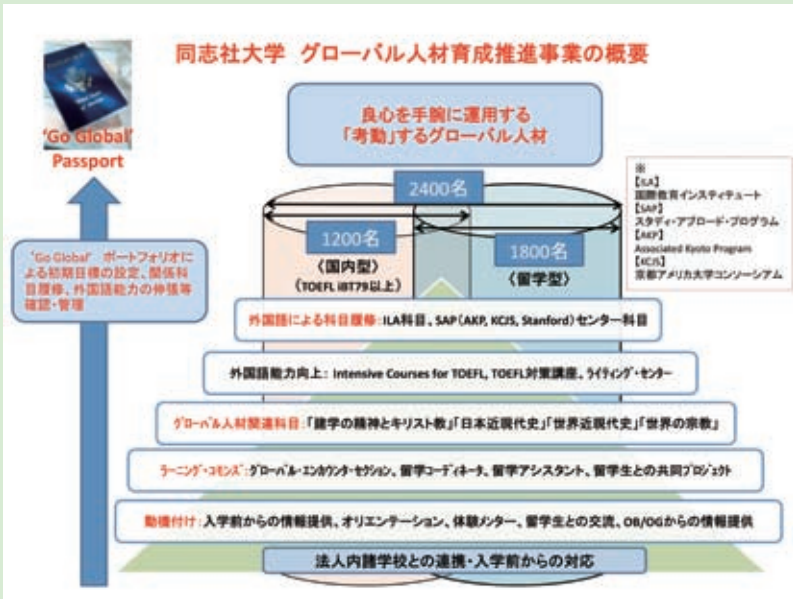 同志社大学 グローバル人材育成推進事業の概要
'Go Global'
Passport
良心を手腕に運用する
「考動」するグローバル人材
2400名
1200名
〈国内型〉
(TOEFL iBT79以上)
1800名
〈留学型〉
※
【ILA】
国際教育インスティテュート
【SAP】
スタディ・アブロード・プログラム
【AKP】
Associated Kyoto Program
【KCJS】
京都アメリカ大学コンソーシアム
'Go Global' ポートフォリオに
よる初期目標の設定、関係科
目履修、外国語能力の伸張等
確認・管理
外国語による科目履修：ILA科目、SAP(AKP, KCJS, Stanford)センター科目
外国語能力向上： Intensive Courses for TOEFL, TOEFL対策講座、ライティング・センター
グローバル人材関連科目：「建学の精神とキリスト教」「日本近現代史」「世界近現代史」「世界の宗教」
ラーニング・コモンズ：グローバル・エンカウンタ・セクション、留学コーディネータ、留学アシスタント、留学生との共同プロジェクト
動機付け：入学前からの情報提供、オリエンテーション、体験メンター、留学生との交流、OB/OGからの情報提供
法人内諸学校との連携・入学前からの対応